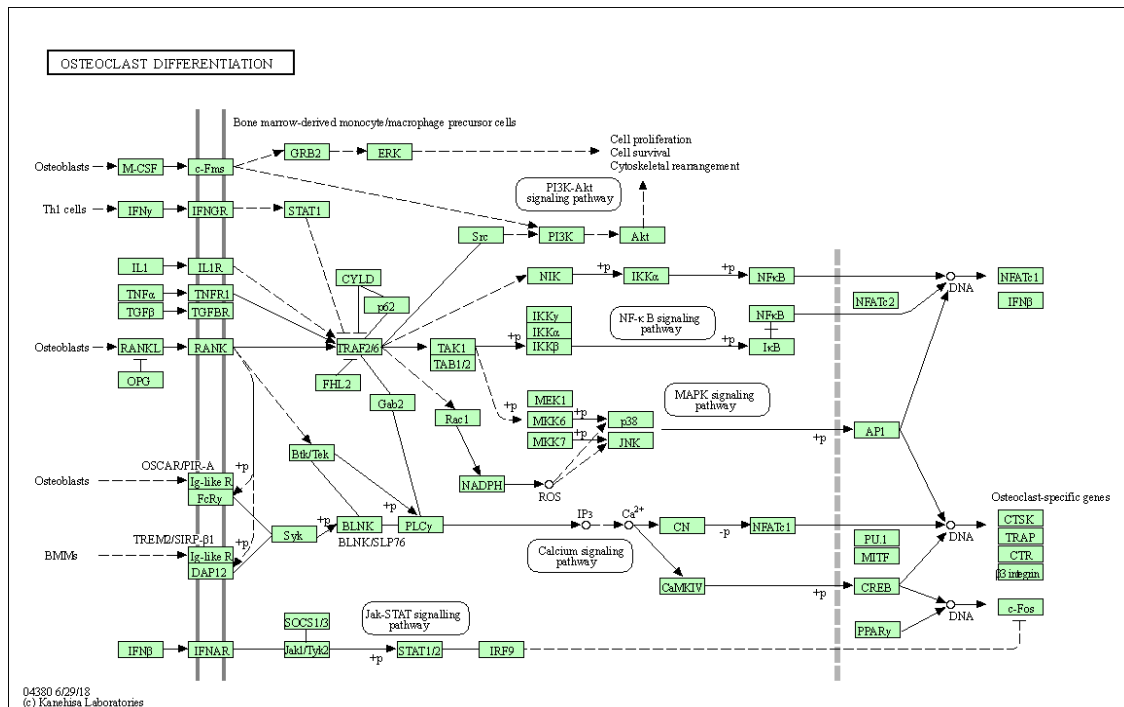 OSTEOCLAST DIFFERENTIATION
Bone marrow-derived monocyte/macrophage precursor cells
Osteoblasts
M-CSF
c-Fms
GRB2
ERK
Cell proliferation
Cell survival
Cytoskeletal rearrangement
PI3K-Akt
signaling pathway
Th1 cells
IFNγ
IFNGR
STAT1
Src
PI3K
Akt
IL1
IL1R
CYLD
NIK
+p
IKKα
+p
NFκB
DNA
NFATc1
TNFα
TNFR1
p62
NFATc2
IFNβ
TGFβ
TGFBR
IKKγ
IKKα
IKKβ
NF-κB signaling
pathway
NFκB
Osteoblasts
RANKL
RANK
TRAF2/6
TAK1
TAB1/2
+p
+p
IκB
OPG
FHL2
Gab2
Rac1
+p
MEK1
MKK6
+p
p38
MKK7
+p
JNK
MAPK signaling
pathway
+p
AP1
Btk/Tek
OSCAR/PIR-A
+p
Osteoblasts
Ig-like R
FcRγ
NADPH
ROS
Osteoclast-specific genes
Syk
+p
BLNK
BLNK/SLP76
+p
PLCγ
IP3
Ca2+
CN
-p
NFATc1
DNA
CTSK
TRAP
CTR
β3 integrin
TREM2/SIRP-β1
+p
BMMs
Ig-like R
DAP12
Calcium signaling
pathway
PU.1
MITF
CaMKIV
+p
CREB
DNA
c-Fos
PPARγ
SOCS1/3
Jak-STAT signalling
pathway
IFNβ
IFNAR
Jak1/Tyk2
+p
STAT1/2
IRF9
04380 6/29/18
(c) Kanehisa Laboratories